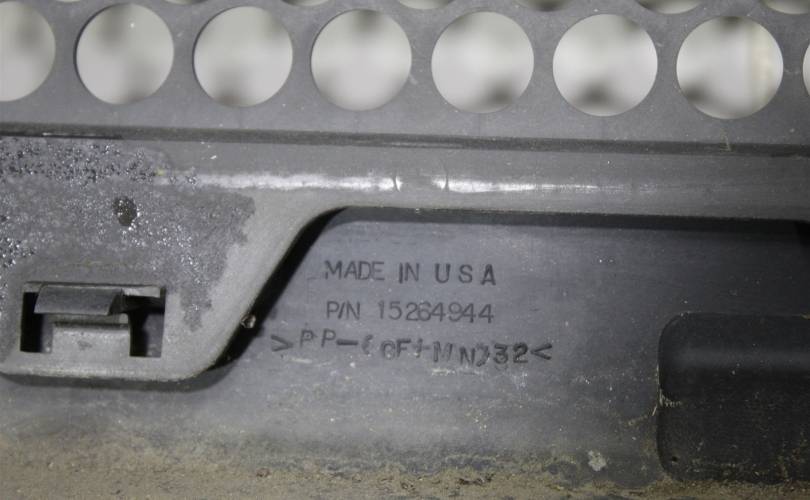 MADE IN USA
P/N 15264944
>PP-(GF+MN)32<